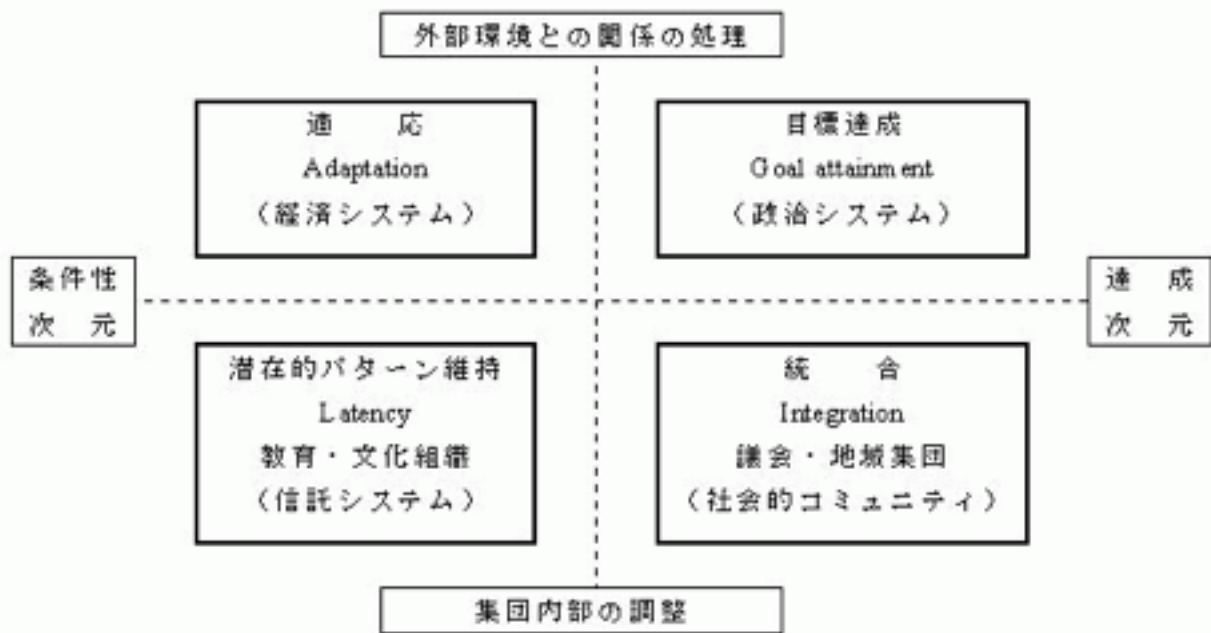 外部環境との関係の処理
適　　応
Adaptation
（経済システム）
目標達成
Goal attainment
（政治システム）
条件性
次　元
達　成
次　元
潜在的パターン維持
Latency
教育・文化組織
（信託システム）
統　　合
Integration
議会・地域集団
（社会的コミュニティ）
集団内部の調整